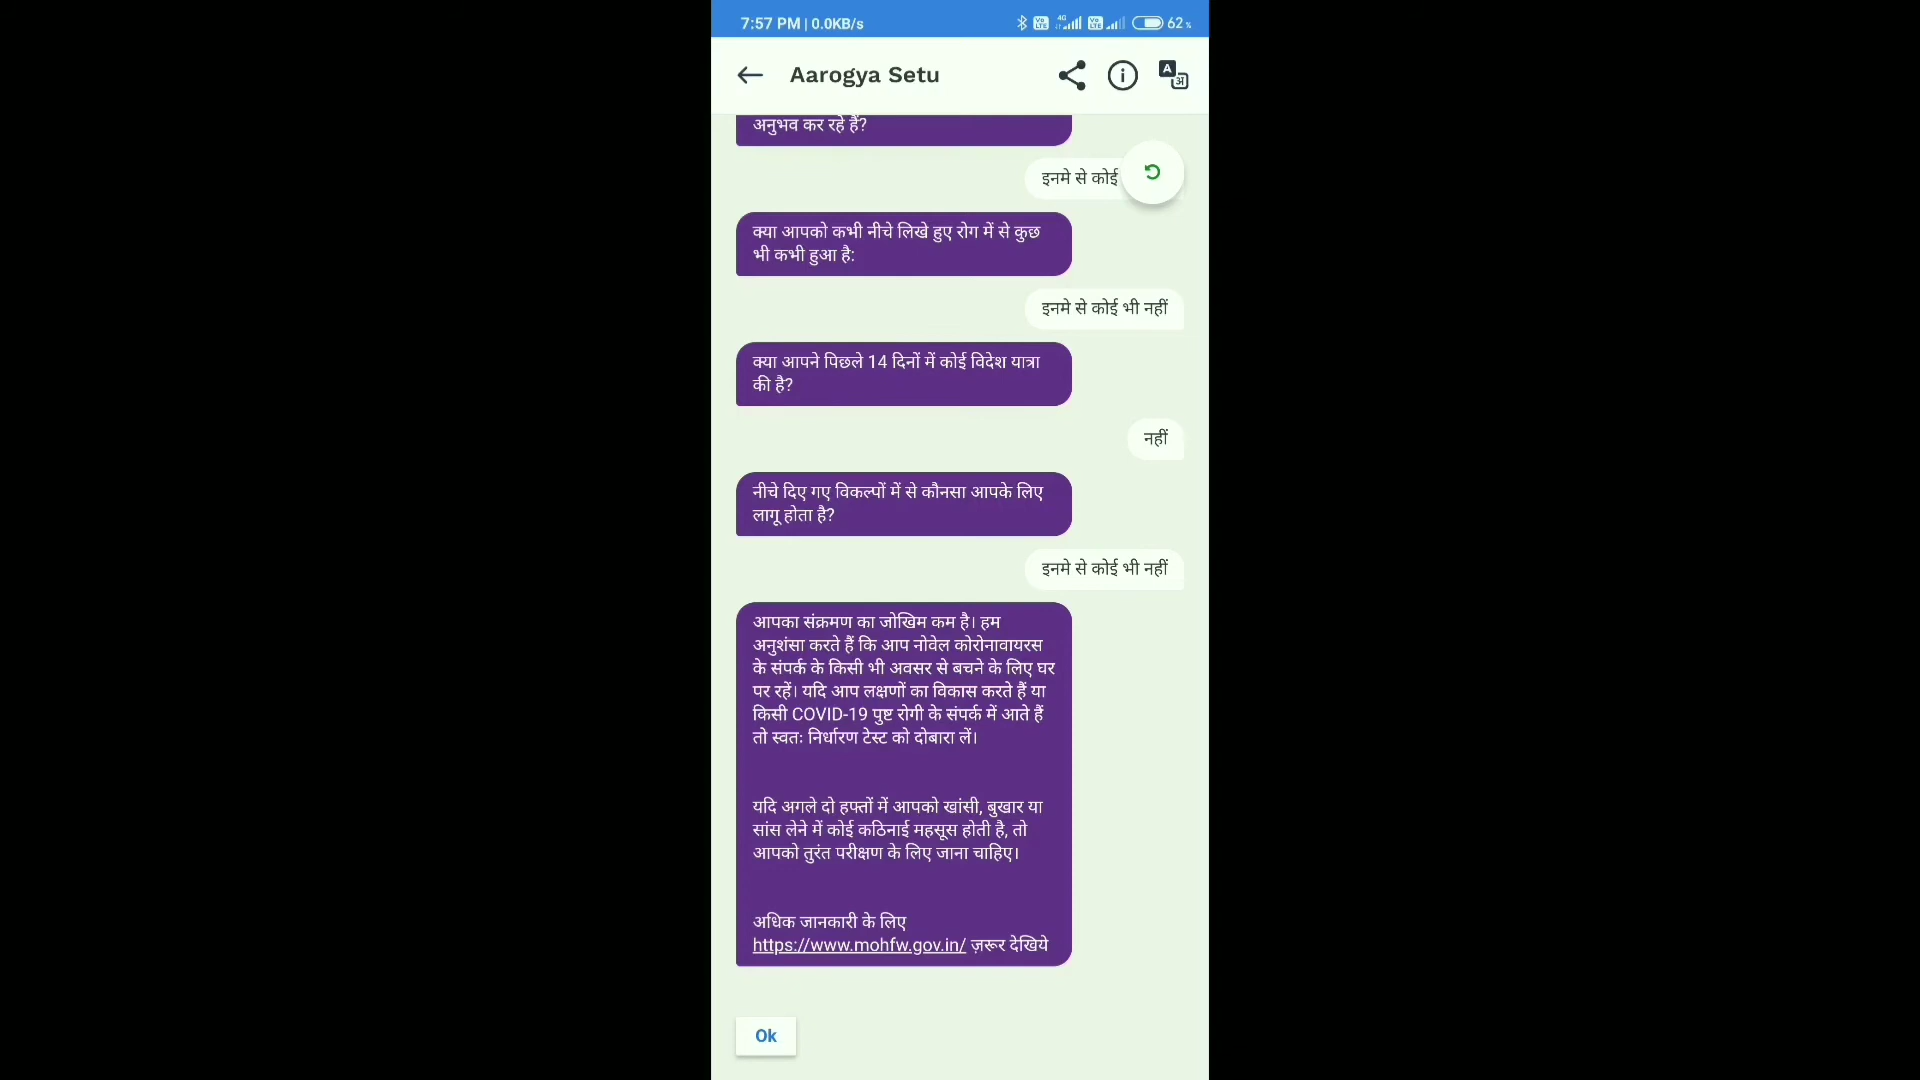 7:57 PM | 0.0KB/s
4G
62%
Aarogya Setu
अनुभव कर रहे हैं?
इनमे से कोई
क्या आपको कभी नीचे लिखे हुए रोग में से कुछ
भी कभी हुआ है:
इनमे से कोई भी नहीं
क्या आपने पिछले 14 दिनों में कोई विदेश यात्रा
की है?
नहीं
नीचे दिए गए विकल्पों में से कौनसा आपके लिए
लागू होता है?
इनमे से कोई भी नहीं
आपका संक्रमण का जोखिम कम है। हम
अनुशंसा करते हैं कि आप नोवेल कोरोनावायरस
के संपर्क के किसी भी अवसर से बचने के लिए घर
पर रहें। यदि आप लक्षणों का विकास करते हैं या
किसी COVID-19 पुष्ट रोगी के संपर्क में आते हैं
तो स्वतः निर्धारण टेस्ट को दोबारा लें।
यदि अगले दो हफ्तों में आपको खांसी, बुखार या
सांस लेने में कोई कठिनाई महसूस होती है, तो
आपको तुरंत परीक्षण के लिए जाना चाहिए।
अधिक जानकारी के लिए
https://www.mohfw.gov.in/ ज़रूर देखिये
Ok